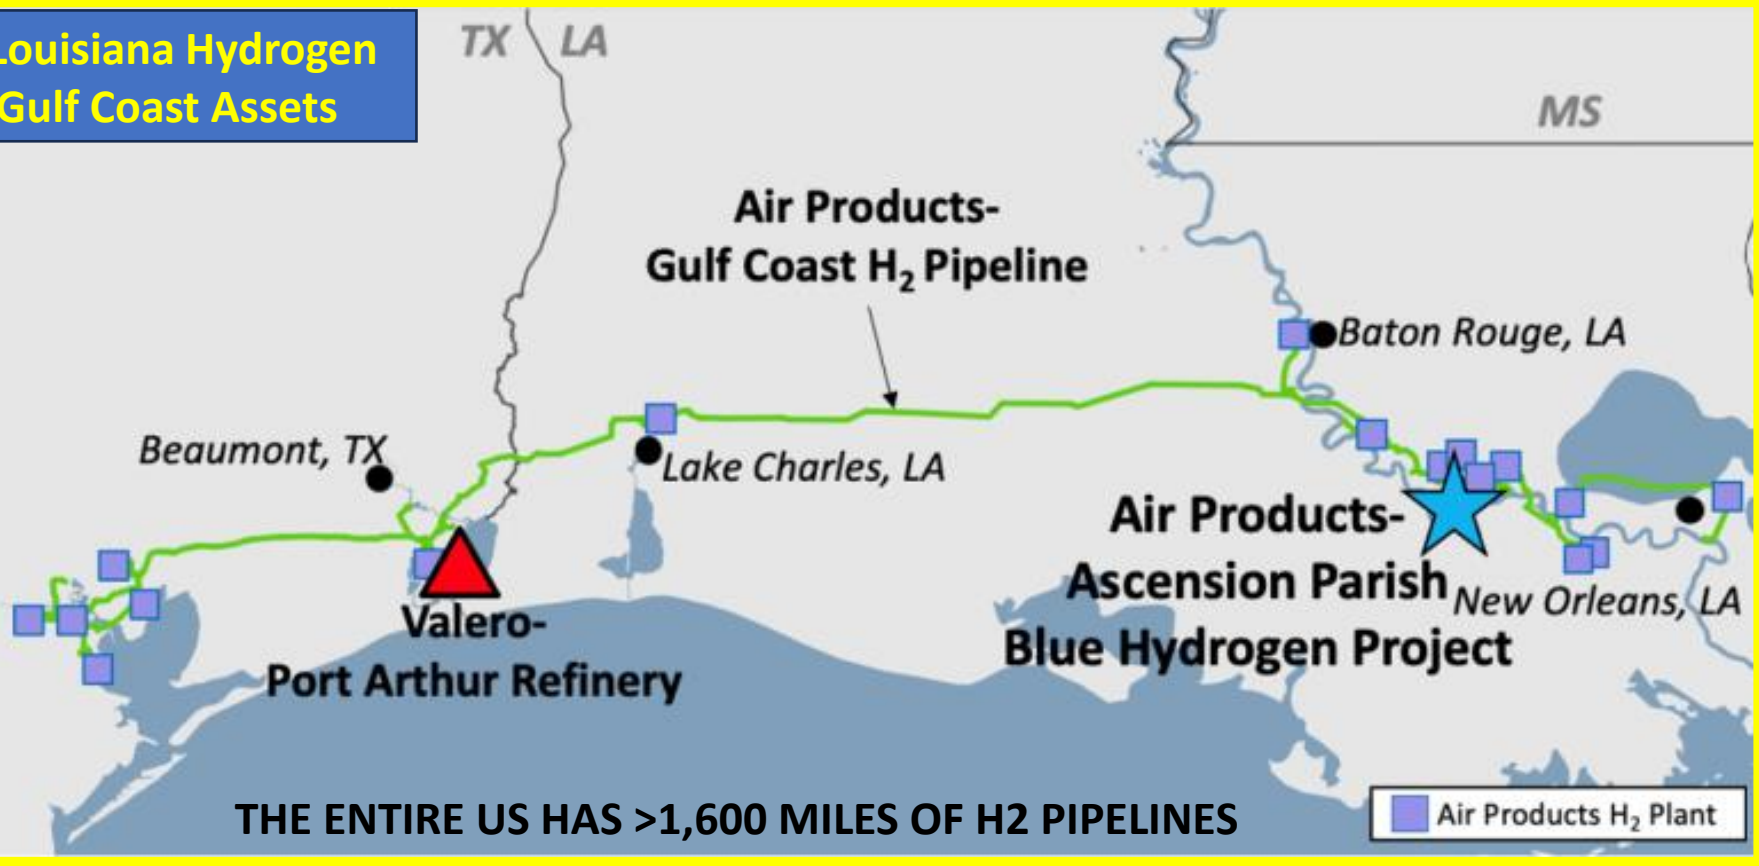 Louisiana Hydrogen
Gulf Coast Assets
TX
LA
MS
Air Products-
Gulf Coast H₂ Pipeline
Baton Rouge, LA
Beaumont, TX
Lake Charles, LA
Air Products-
Ascension Parish
Blue Hydrogen Project
New Orleans, LA
Valero-
Port Arthur Refinery
THE ENTIRE US HAS >1,600 MILES OF H2 PIPELINES
Air Products H₂ Plant